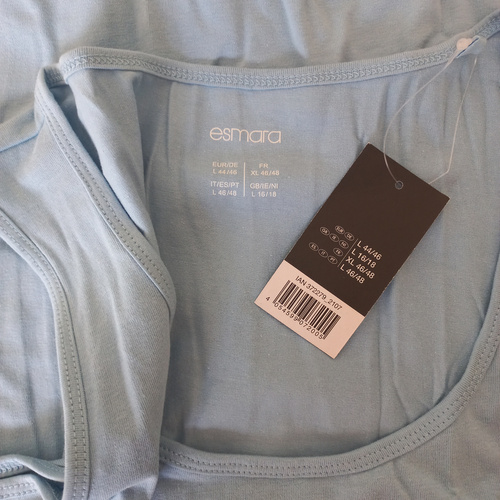 esmara
EUR/DE FR
L 44/46 XL 46/48
IT/ES/PT GB/IE/NI
L 46/48 L 16/18
L 44/46
L 16/18
XL 46/48
L 46/48
IAN 372279_2107